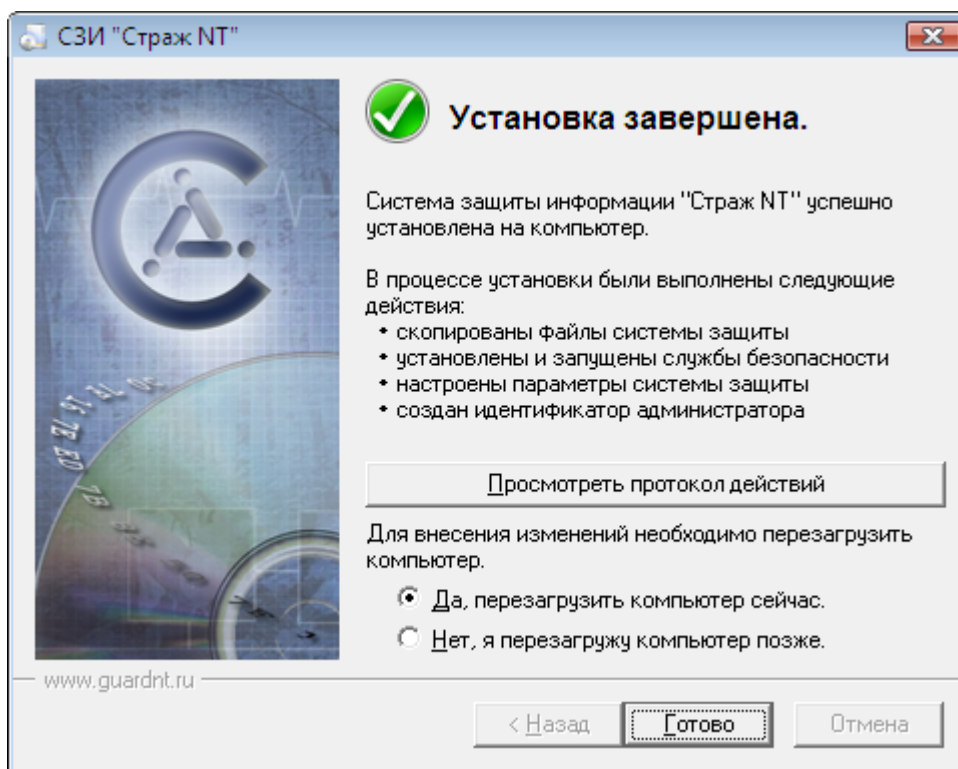 СЗИ "Страж NT"
Установка завершена.
Система защиты информации "Страж NT" успешно
установлена на компьютер.
В процессе установки были выполнены следующие
действия:
• скопированы файлы системы защиты
• установлены и запущены службы безопасности
• настроены параметры системы защиты
• создан идентификатор администратора
Просмотреть протокол действий
Для внесения изменений необходимо перезагрузить
компьютер.
Да, перезагрузить компьютер сейчас.
Нет, я перезагружу компьютер позже.
www.guardnt.ru
< Назад
Готово
Отмена